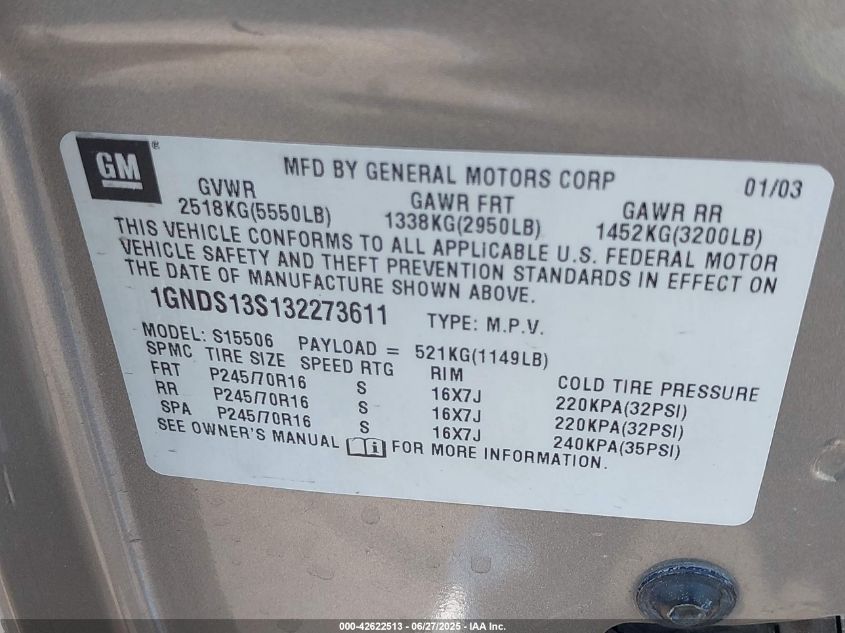 GM®
MFD BY GENERAL MOTORS CORP 01/03
GVWR GAWR FRT GAWR RR
2518KG(5550LB) 1338KG(2950LB) 1452KG(3200LB)
THIS VEHICLE CONFORMS TO ALL APPLICABLE U.S. FEDERAL MOTOR
VEHICLE SAFETY AND THEFT PREVENTION STANDARDS IN EFFECT ON
THE DATE OF MANUFACTURE SHOWN ABOVE.
1GNDS13S132273611 TYPE: M.P.V.
MODEL: S15506 PAYLOAD = 521KG(1149LB)
SPMC TIRE SIZE SPEED RTG RIM COLD TIRE PRESSURE
FRT P245/70R16 S 16X7J 220KPA(32PSI)
RR P245/70R16 S 16X7J 220KPA(32PSI)
SPA P245/70R16 S 16X7J 240KPA(35PSI)
SEE OWNER'S MANUAL FOR MORE INFORMATION.
000-42622513 - 06/27/2025 - IAA Inc.